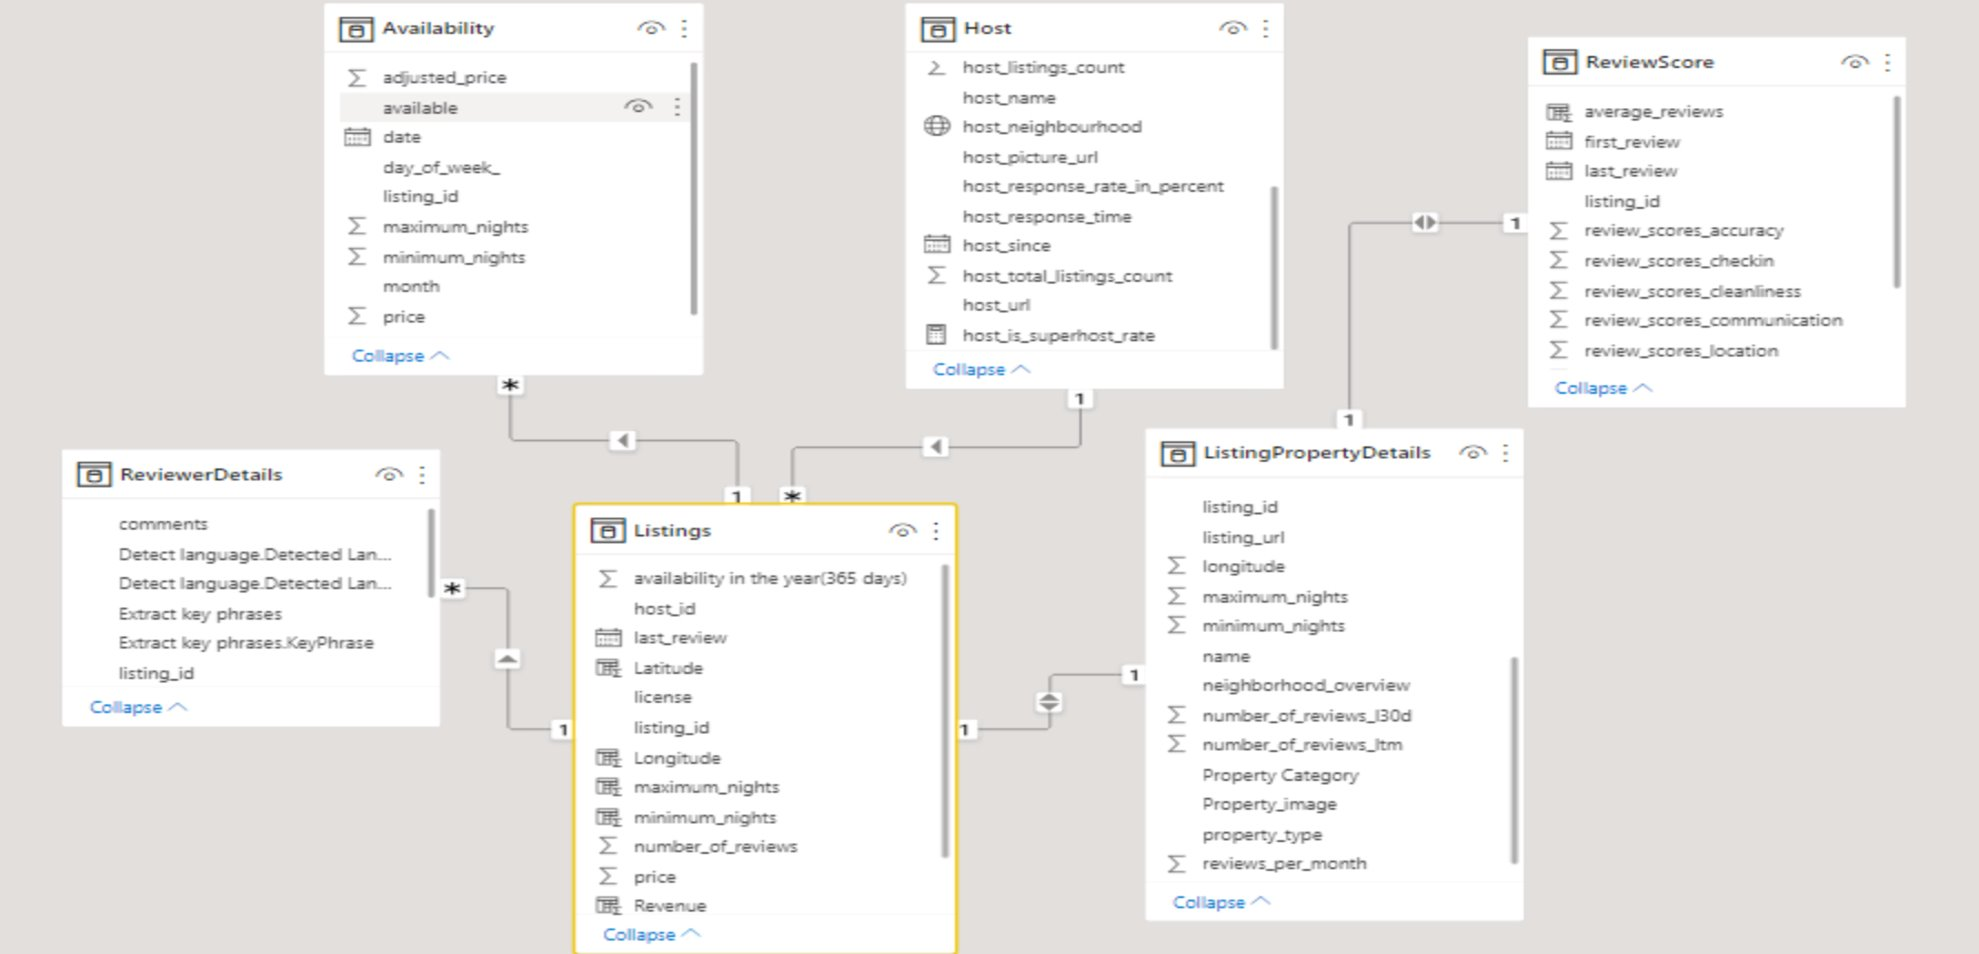 Availability
adjusted_price
available
date
day_of_week_
listing_id
maximum_nights
minimum_nights
month
price
Collapse
*
1
Host
host_listings_count
host_name
host_neighbourhood
host_picture_url
host_response_rate_in_percent
host_response_time
host_since
host_total_listings_count
host_url
host_is_superhost_rate
Collapse
1
*
ReviewScore
average_reviews
first_review
last_review
listing_id
review_scores_accuracy
review_scores_checkin
review_scores_cleanliness
review_scores_communication
review_scores_location
Collapse
1
1
ReviewerDetails
comments
Detect language.Detected Lan...
Detect language.Detected Lan...
Extract key phrases
Extract key phrases.KeyPhrase
listing_id
Collapse
*
1
Listings
availability in the year(365 days)
host_id
last_review
Latitude
license
listing_id
Longitude
maximum_nights
minimum_nights
number_of_reviews
price
Revenue
Collapse
1
1
ListingPropertyDetails
listing_id
listing_url
longitude
maximum_nights
minimum_nights
name
neighborhood_overview
number_of_reviews_l30d
number_of_reviews_ltm
Property Category
Property_image
property_type
reviews_per_month
Collapse